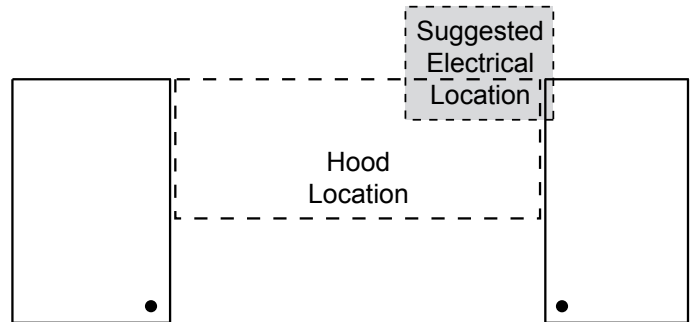 Suggested
Electrical
Location
Hood
Location